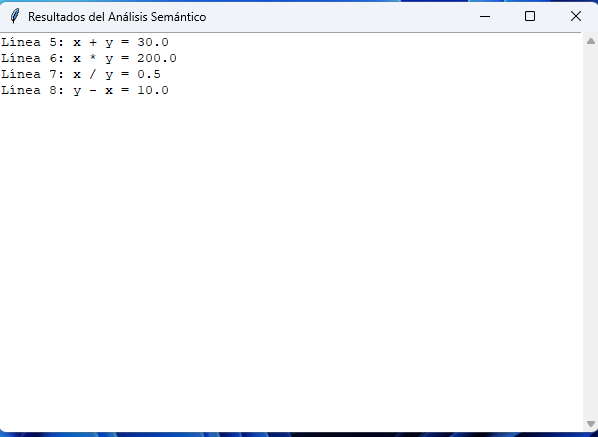 Resultados del Análisis Semántico
Línea 5: x + y = 30.0
Línea 6: x * y = 200.0
Línea 7: x / y = 0.5
Línea 8: y - x = 10.0